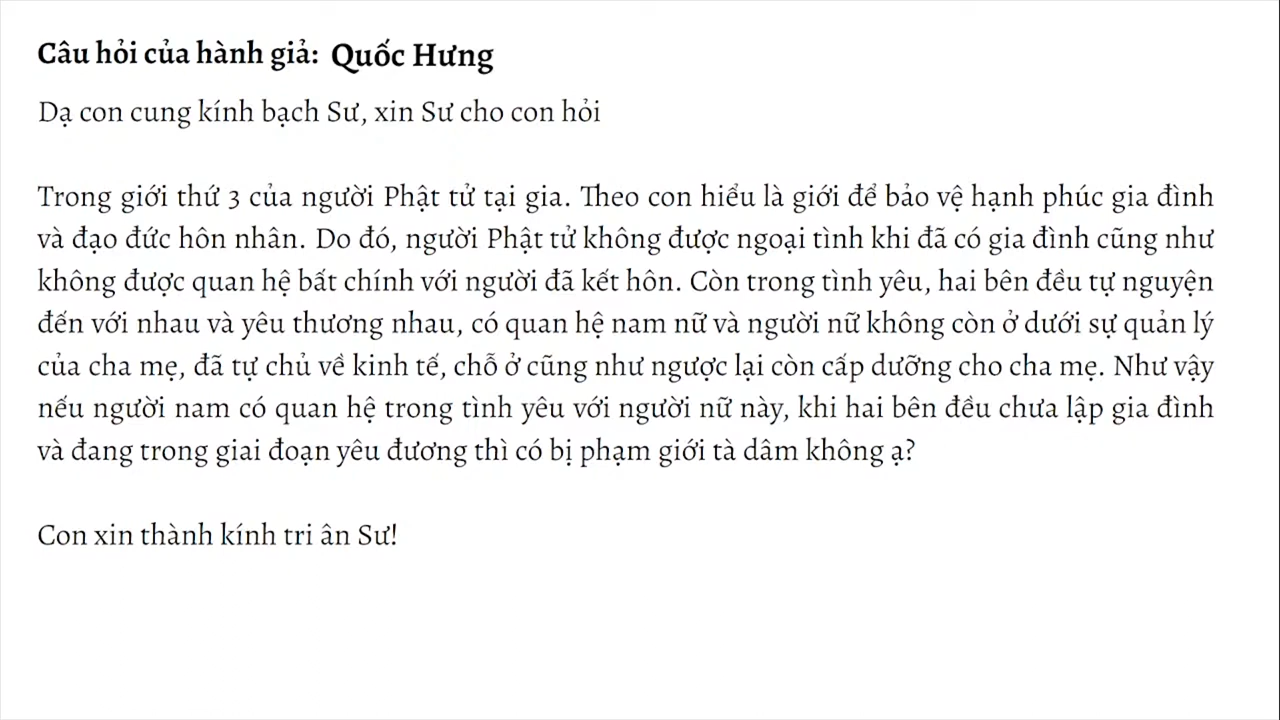 Câu hỏi của hành giả: Quốc Hưng
Dạ con cung kính bạch Sư, xin Sư cho con hỏi
Trong giới thứ 3 của người Phật tử tại gia. Theo con hiểu là giới để bảo vệ hạnh phúc gia đình
và đạo đức hôn nhân. Do đó, người Phật tử không được ngoại tình khi đã có gia đình cũng như
không được quan hệ bất chính với người đã kết hôn. Còn trong tình yêu, hai bên đều tự nguyện
đến với nhau và yêu thương nhau, có quan hệ nam nữ và người nữ không còn ở dưới sự quản lý
của cha mẹ, đã tự chủ về kinh tế, chỗ ở cũng như ngược lại còn cấp dưỡng cho cha mẹ. Như vậy
nếu người nam có quan hệ trong tình yêu với người nữ này, khi hai bên đều chưa lập gia đình
và đang trong giai đoạn yêu đương thì có bị phạm giới tà dâm không ạ?
Con xin thành kính tri ân Sư!